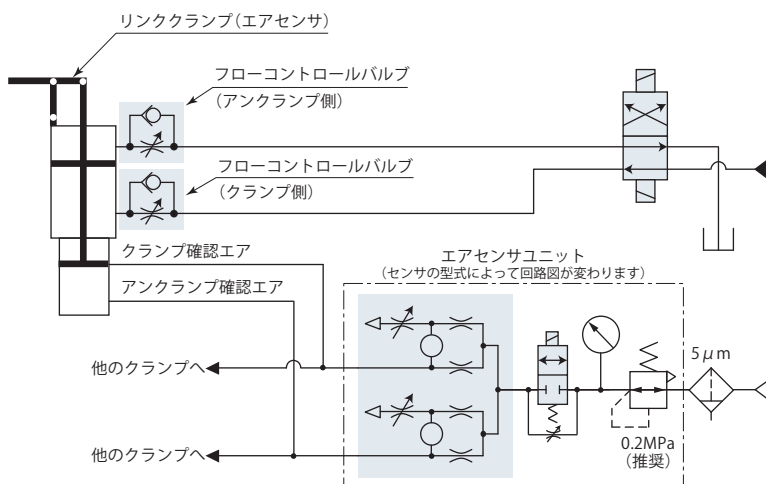 リンククランプ（エアセンサ）
フローコントロールバルブ
（アンクランプ側）
フローコントロールバルブ
（クランプ側）
クランプ確認エア
アンクランプ確認エア
エアセンサユニット
（センサの型式によって回路図が変わります）
他のクランプへ
他のクランプへ
5μm
0.2MPa
（推奨）